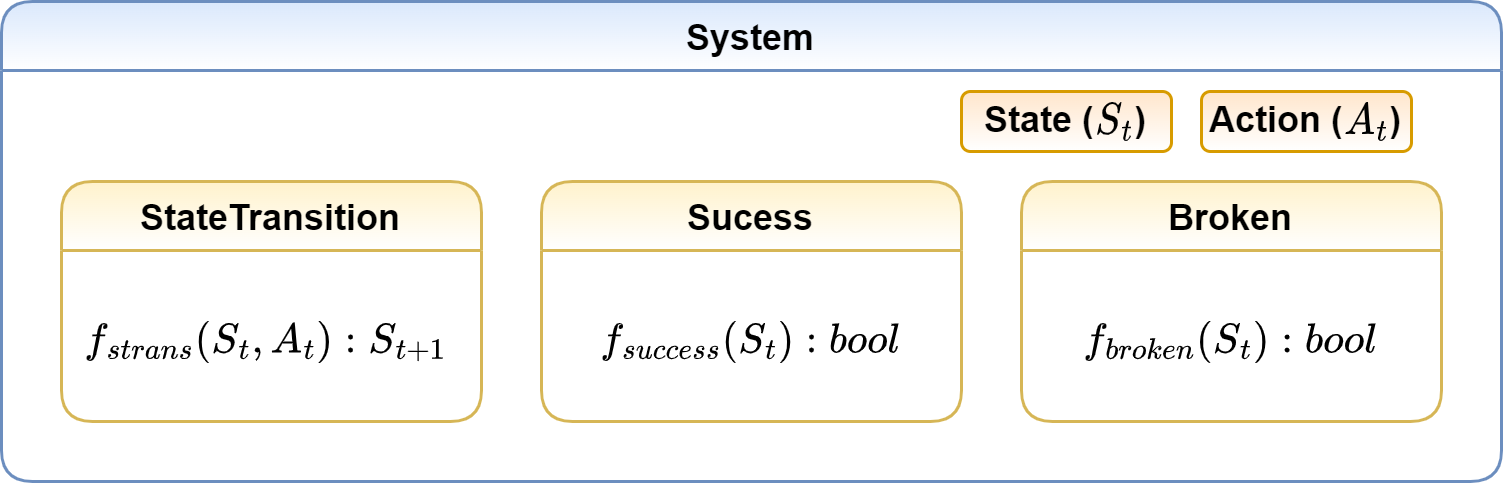 System
State (S_t)
Action (A_t)
StateTransition
f_{strans}(S_t, A_t) : S_{t+1}
Sucess
f_{success}(S_t) : bool
Broken
f_{broken}(S_t) : bool